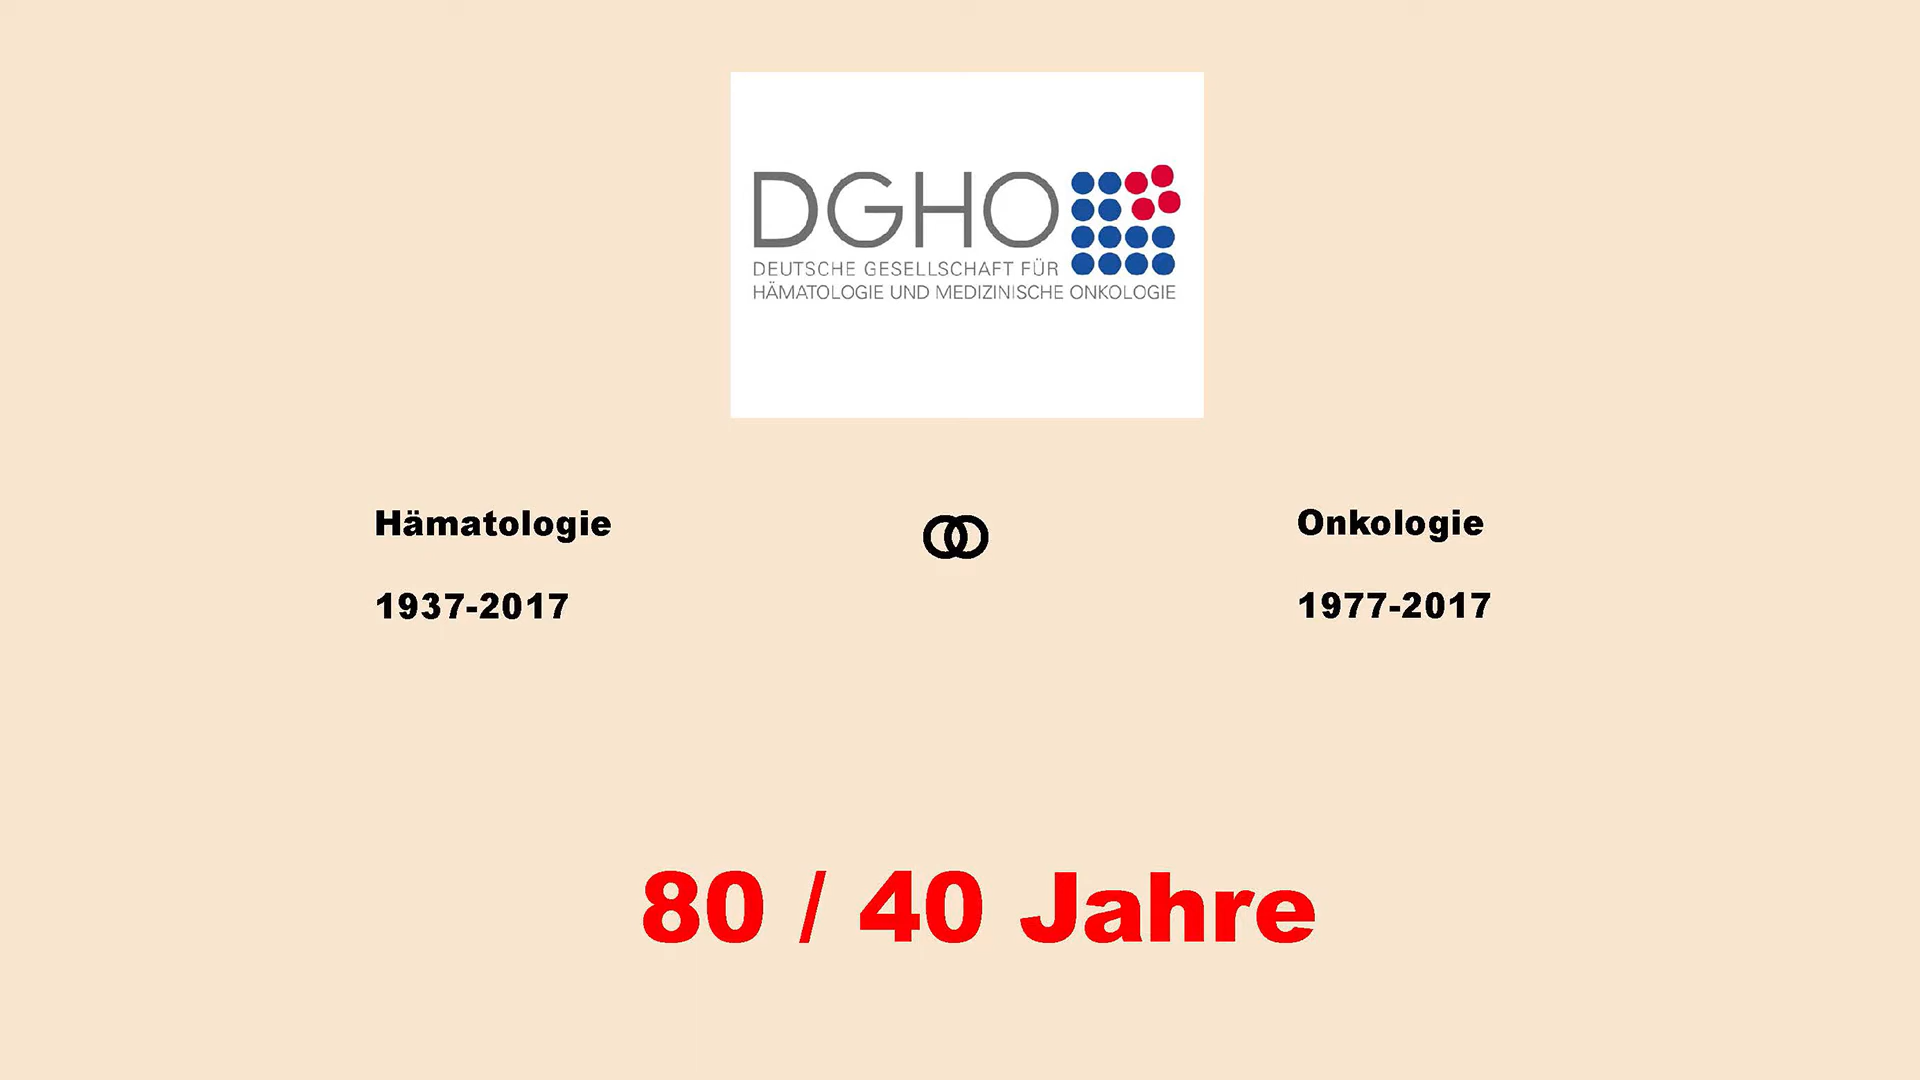 DGHO
DEUTSCHE GESELLSCHAFT FÜR
HÄMATOLOGIE UND MEDIZINISCHE ONKOLOGIE
Hämatologie
Onkologie
1937-2017
1977-2017
80 / 40 Jahre